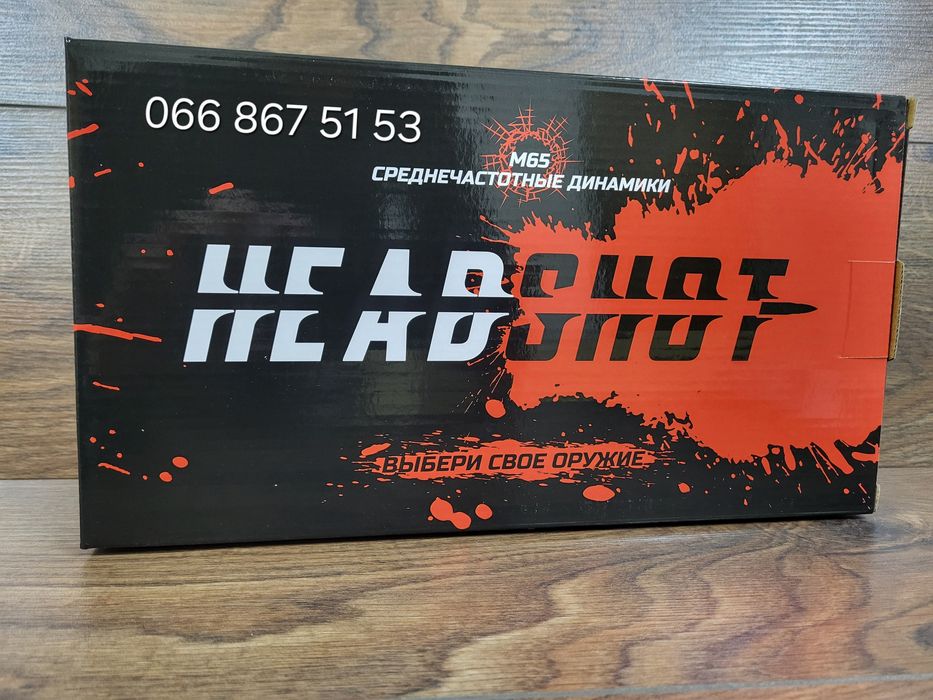 066 867 51 53
M65
СРЕДНЕЧАСТОТНЫЕ ДИНАМИКИ
HEADSHOT
ВЫБЕРИ СВОЕ ОРУЖИЕ